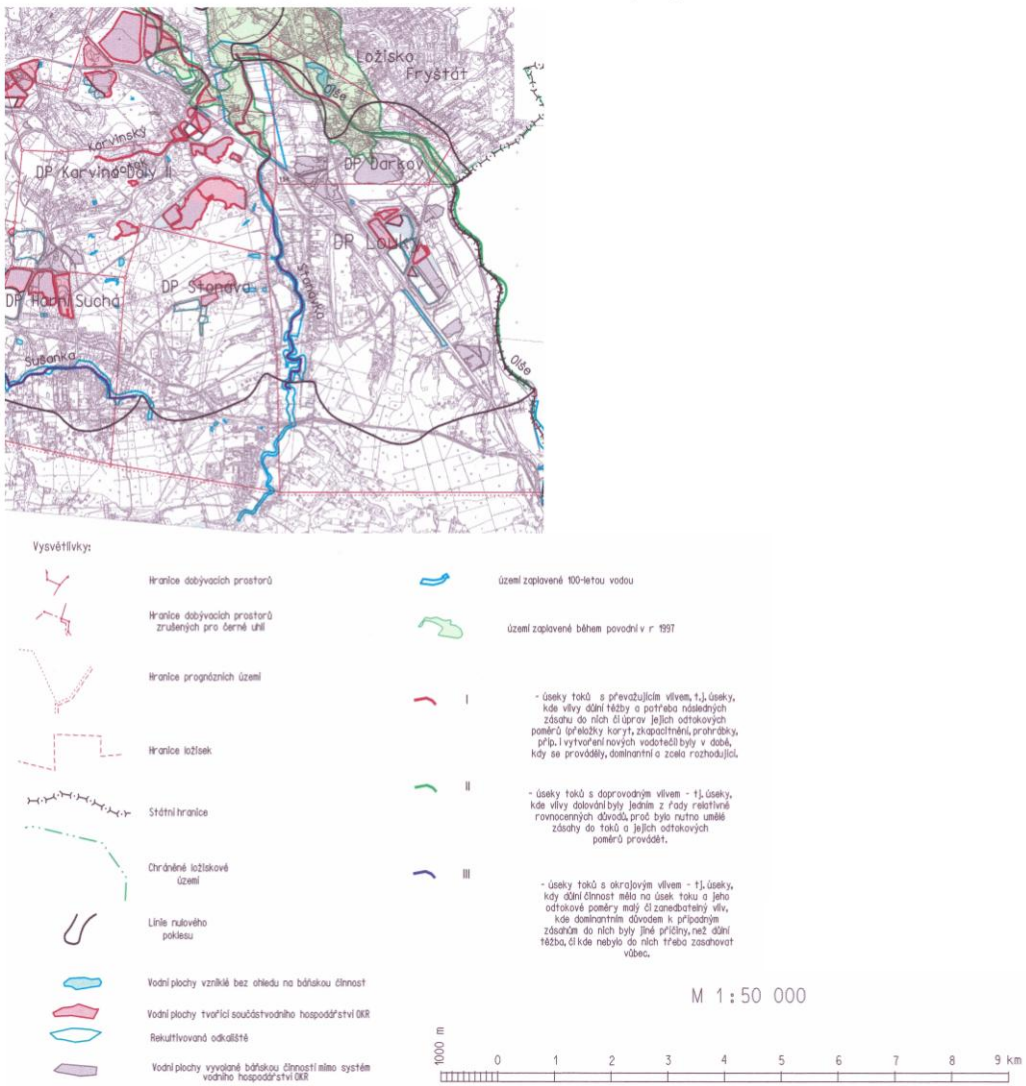 Ložisko
Fryštát
Olše
Karvinský
DP Darkov
DP Karviná Doly II
DP Louky
DP Stonava
Stonávka
DP Horní Suchá
Sušanka
Olše
Vysvětlivky:
Hranice dobývacích prostorů
Hranice dobývacích prostorů
zrušených pro černé uhlí
Hranice prognózních území
Hranice ložisek
Státní hranice
Chráněné ložiskové
území
Linie nulového
poklesu
Vodní plochy vzniklé bez ohledu na báňskou činnost
Vodní plochy tvořící součástvodního hospodářství OKR
Rekultivovaná odkaliště
Vodní plochy vyvolané báňskou činností mimo systém
vodního hospodářství OKR
území zaplavené 100-letou vodou
území zaplavené během povodní v r 1997
I
- úseky toků s převažujícím vlivem, t.j. úseky,
kde vlivy důlní těžby a potřeba následných
zásahu do nich či úprav jejich odtokových
poměrů (přeložky koryt, zkapacitnění, prohrábky,
příp. i vytvoření nových vodotečí) byly v době,
kdy se prováděly, dominantní a zcela rozhodující.
II
- úseky toků s doprovodným vlivem - tj. úseky,
kde vlivy dolování byly jedním z řady relativně
rovnocenných důvodů, proč bylo nutno umělé
zásahy do toků a jejich odtokových
poměrů provádět.
III
- úseky toků s okrajovým vlivem - tj. úseky,
kdy důlní činnost měla na úsek toku a jeho
odtokové poměry malý či zanedbatelný vliv,
kde dominantním důvodem k případným
zásahům do nich byly jiné příčiny, než důlní
těžba, či kde nebylo do nich třeba zasahovat
vůbec.
M 1:50 000
1000 m
0 1 2 3 4 5 6 7 8 9 km